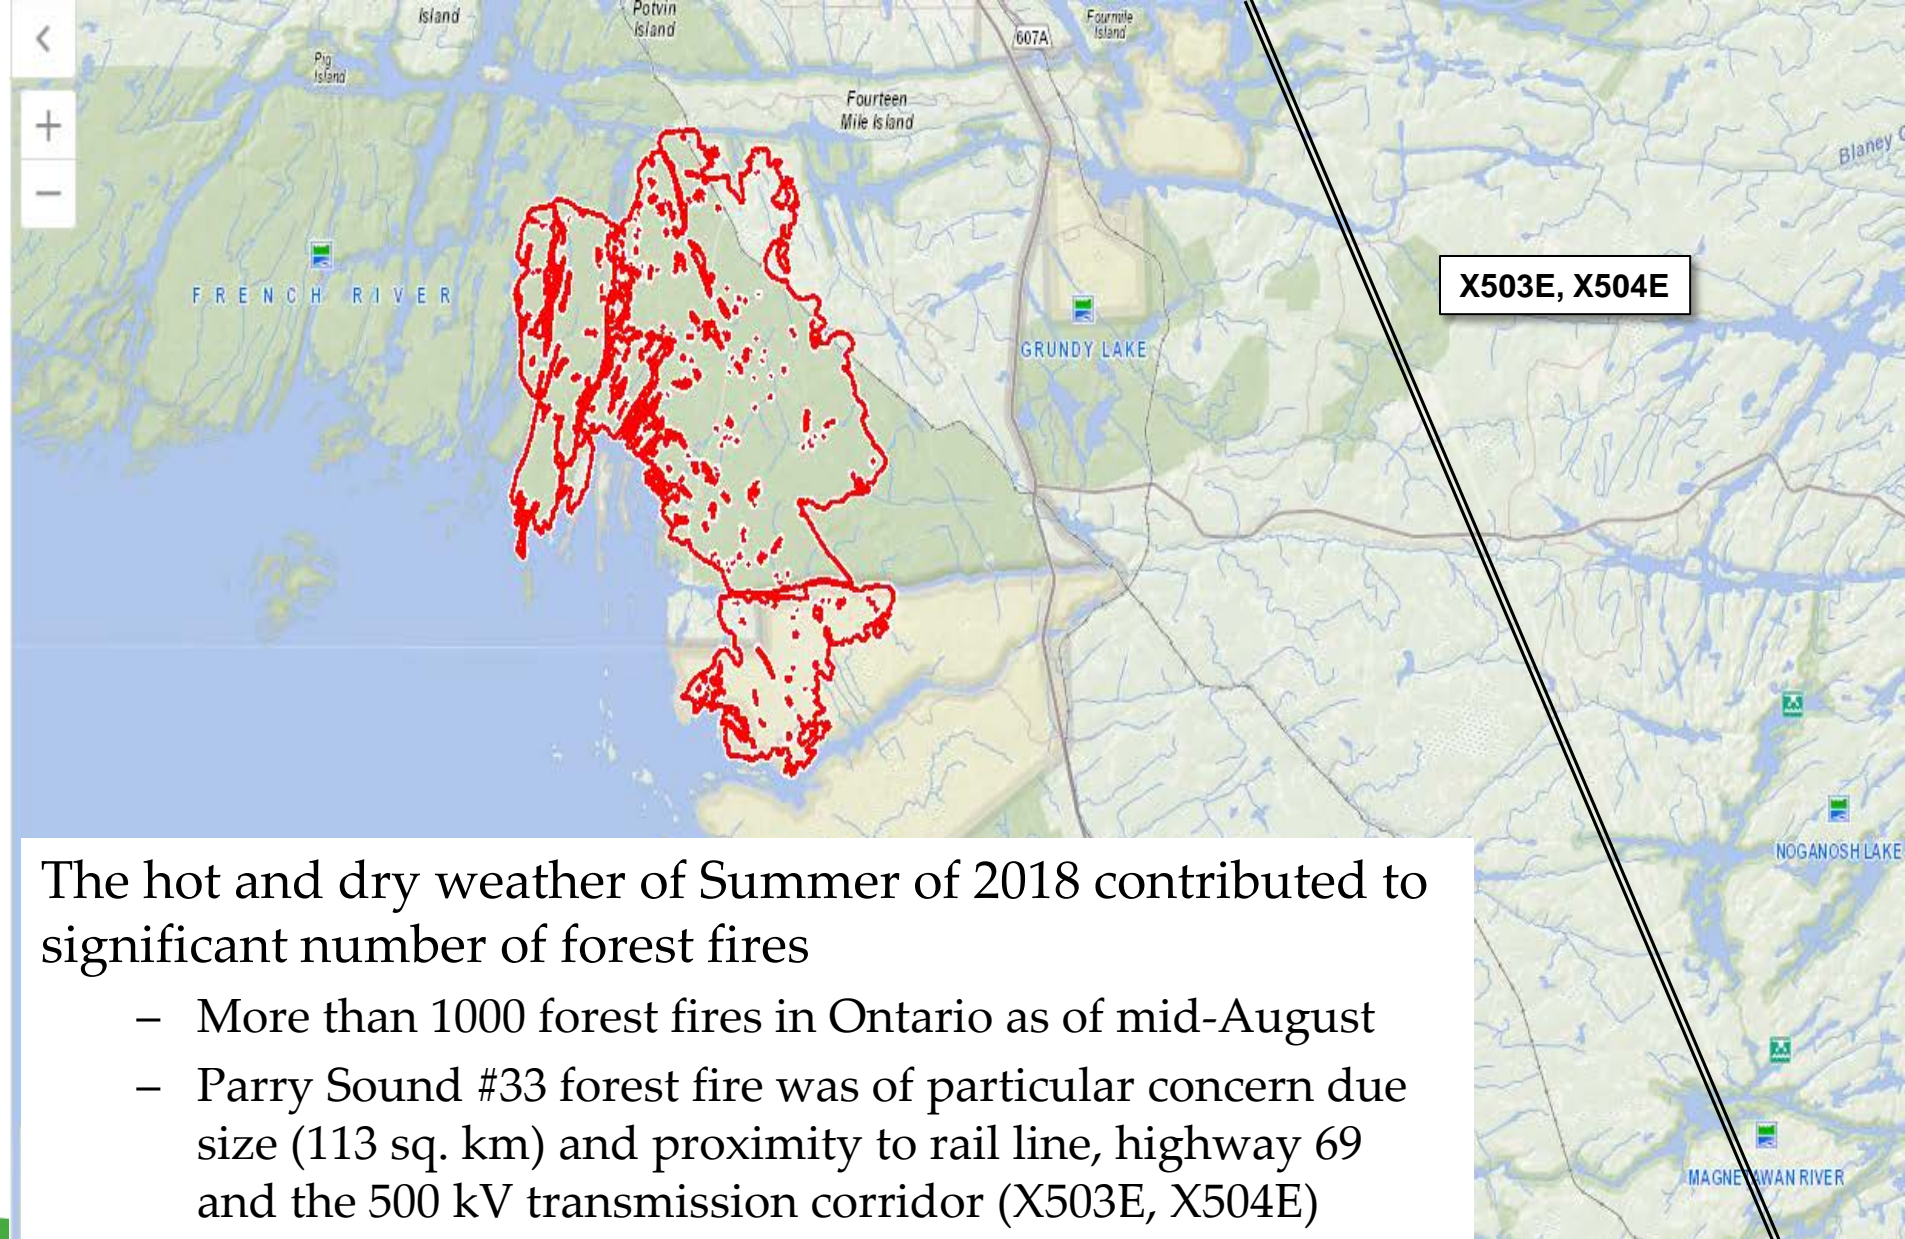 Island
Potvin
Island
607A
Fourmile
Island
Pig
Island
Fourteen
Mile Island
Blaney C
FRENCH RIVER
X503E, X504E
GRUNDY LAKE
NOGANOSH LAKE
The hot and dry weather of Summer of 2018 contributed to
significant number of forest fires
– More than 1000 forest fires in Ontario as of mid-August
– Parry Sound #33 forest fire was of particular concern due
size (113 sq. km) and proximity to rail line, highway 69
and the 500 kV transmission corridor (X503E, X504E)
MAGNETAWAN RIVER